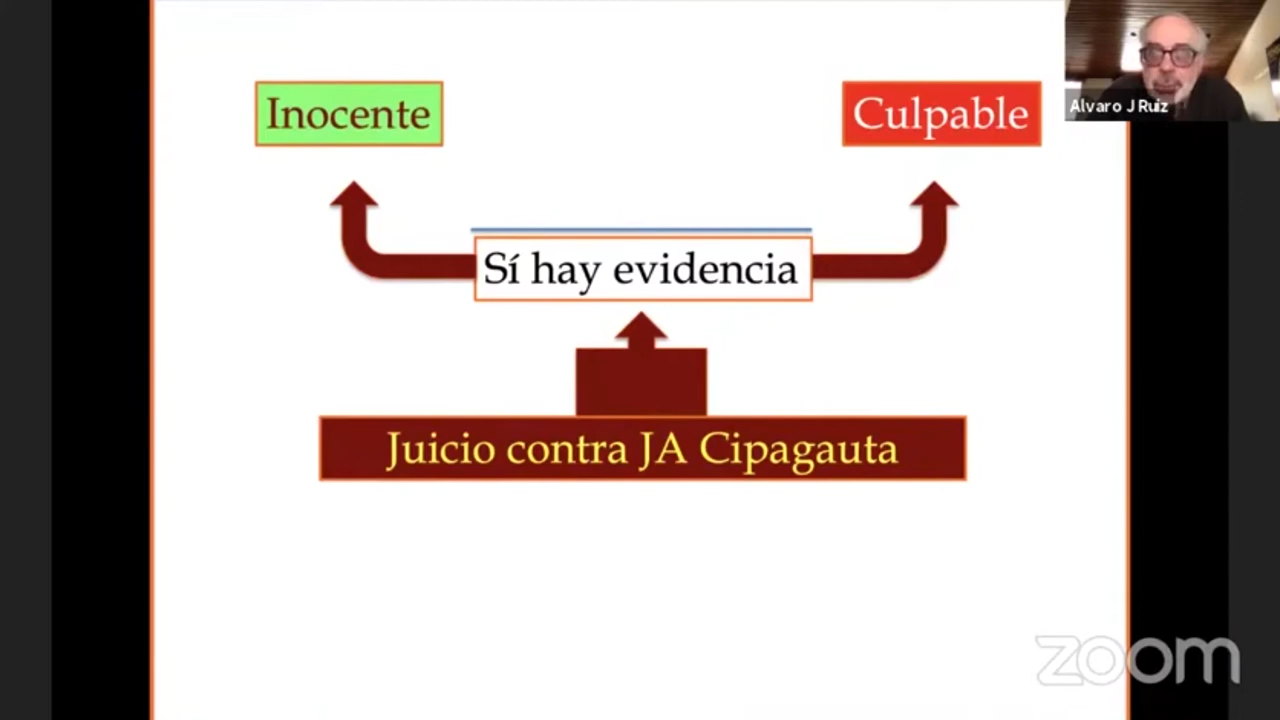 Inocente
Culpable
Alvaro J Ruiz
Sí hay evidencia
Juicio contra JA Cipagauta
zoom